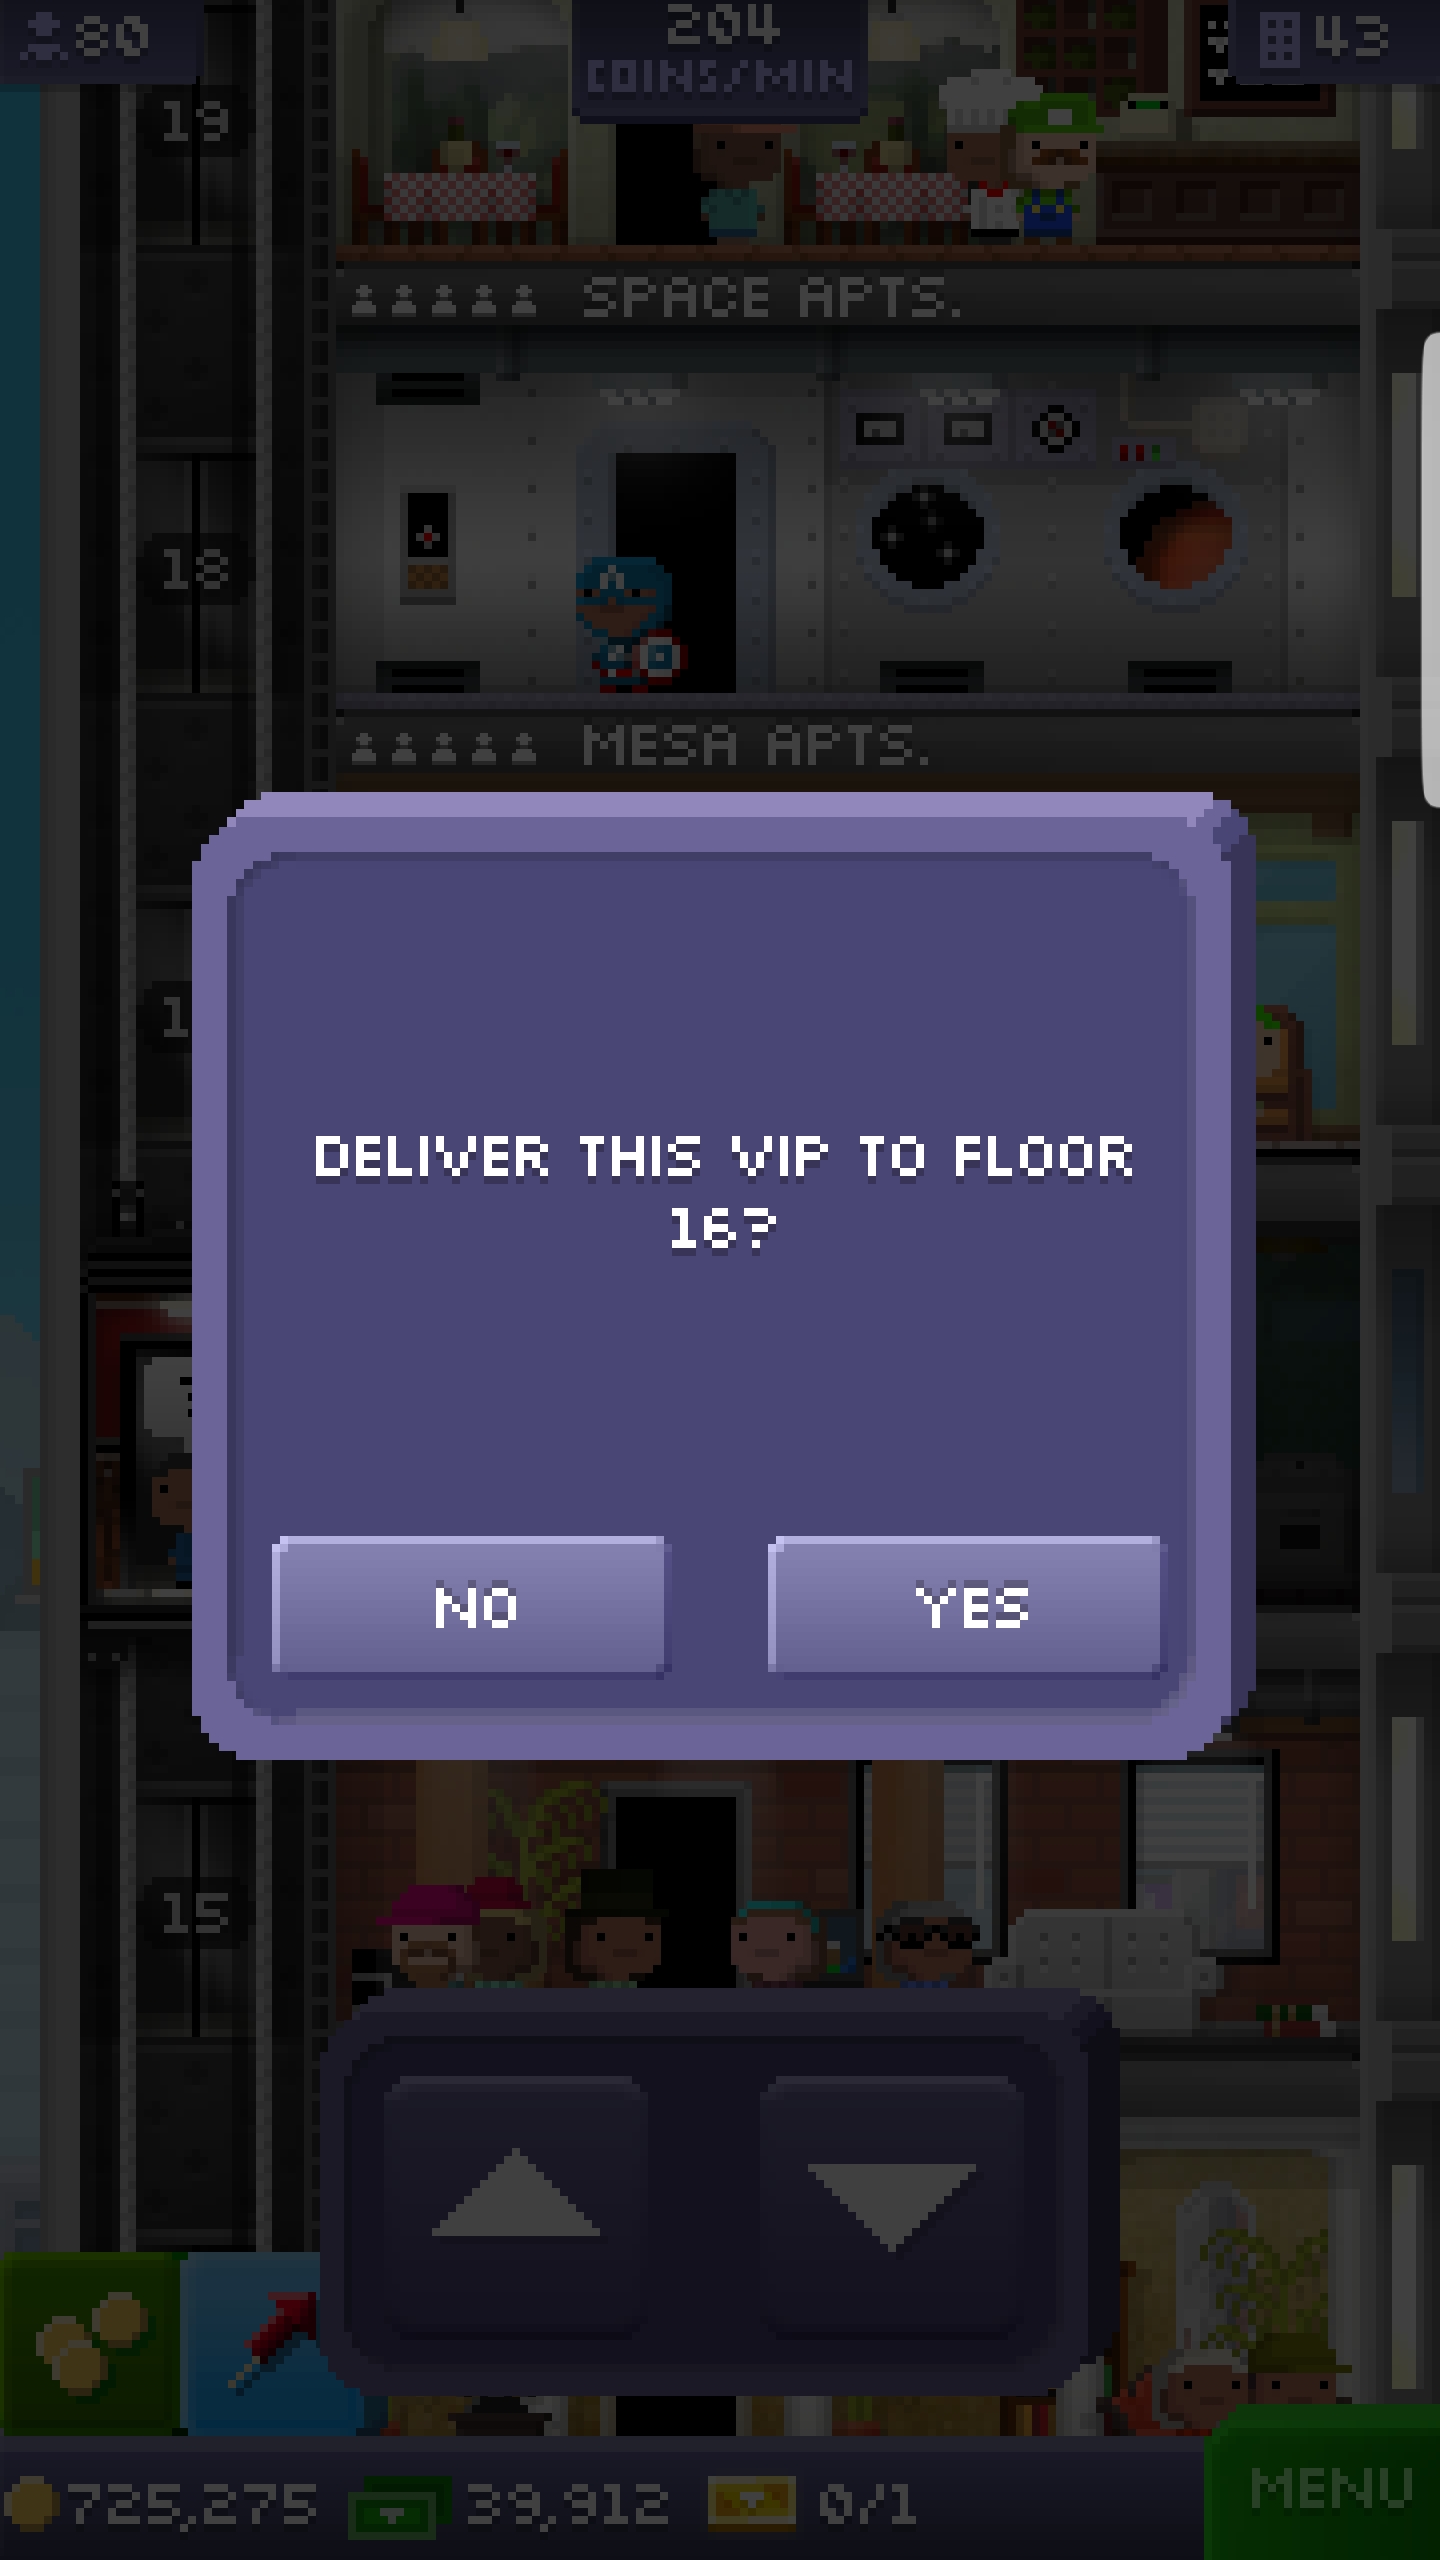 80
204
COINS/MIN
43
19
SPACE APTS.
18
MESA APTS.
DELIVER THIS VIP TO FLOOR
16?
NO
YES
15
725,275
39,912
0/1
MENU